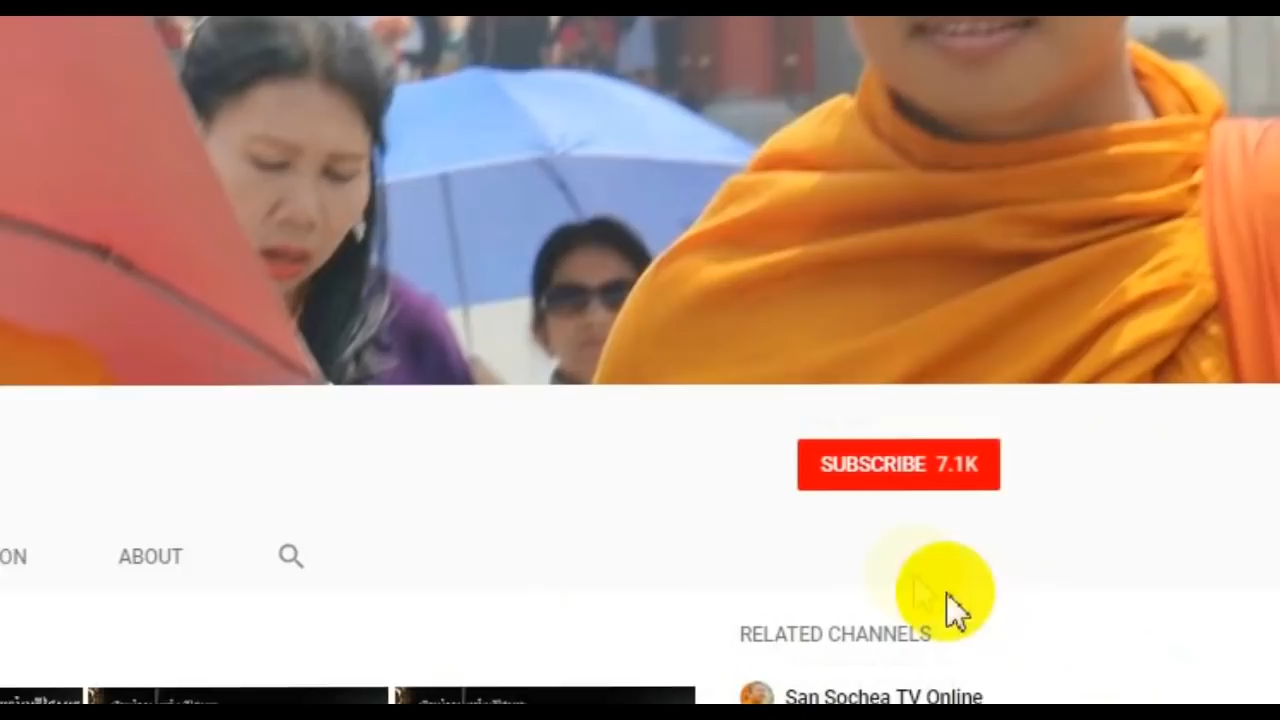 SUBSCRIBE 7.1K
ON ABOUT
RELATED CHANNELS
San Sochea TV Online